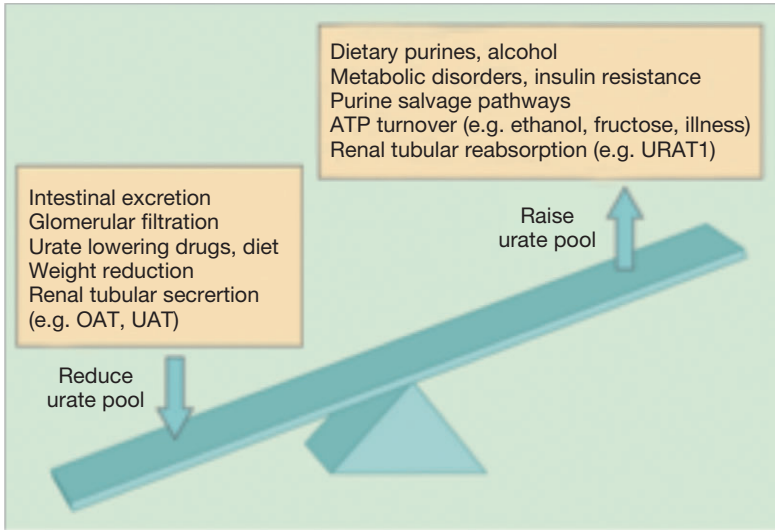 Dietary purines, alcohol
Metabolic disorders, insulin resistance
Purine salvage pathways
ATP turnover (e.g. ethanol, fructose, illness)
Renal tubular reabsorption (e.g. URAT1)
Raise
urate pool
Intestinal excretion
Glomerular filtration
Urate lowering drugs, diet
Weight reduction
Renal tubular secrertion
(e.g. OAT, UAT)
Reduce
urate pool